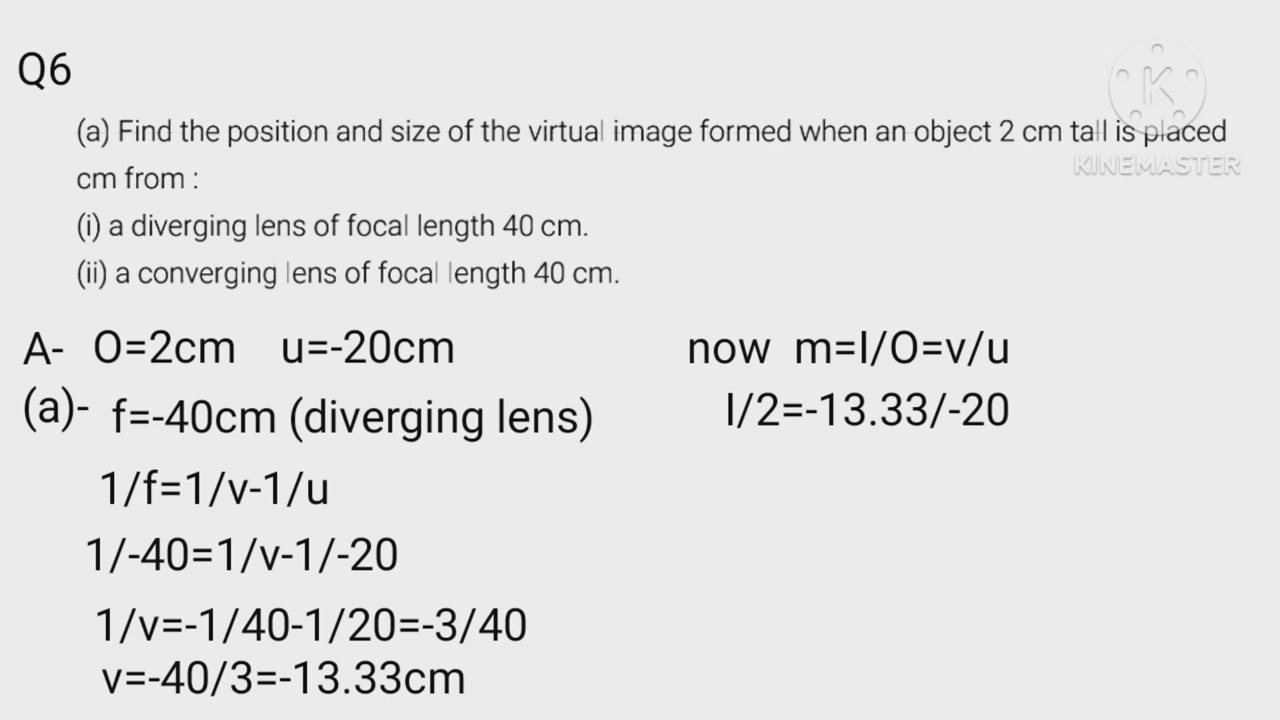 Q6
(a) Find the position and size of the virtual image formed when an object 2 cm tall is placed
cm from :
(i) a diverging lens of focal length 40 cm.
(ii) a converging lens of focal length 40 cm.
K
KINEMASTER
A- O=2cm u=-20cm
(a)- f=-40cm (diverging lens)
1/f=1/v-1/u
1/-40=1/v-1/-20
1/v=-1/40-1/20=-3/40
v=-40/3=-13.33cm
now m=I/O=v/u
I/2=-13.33/-20